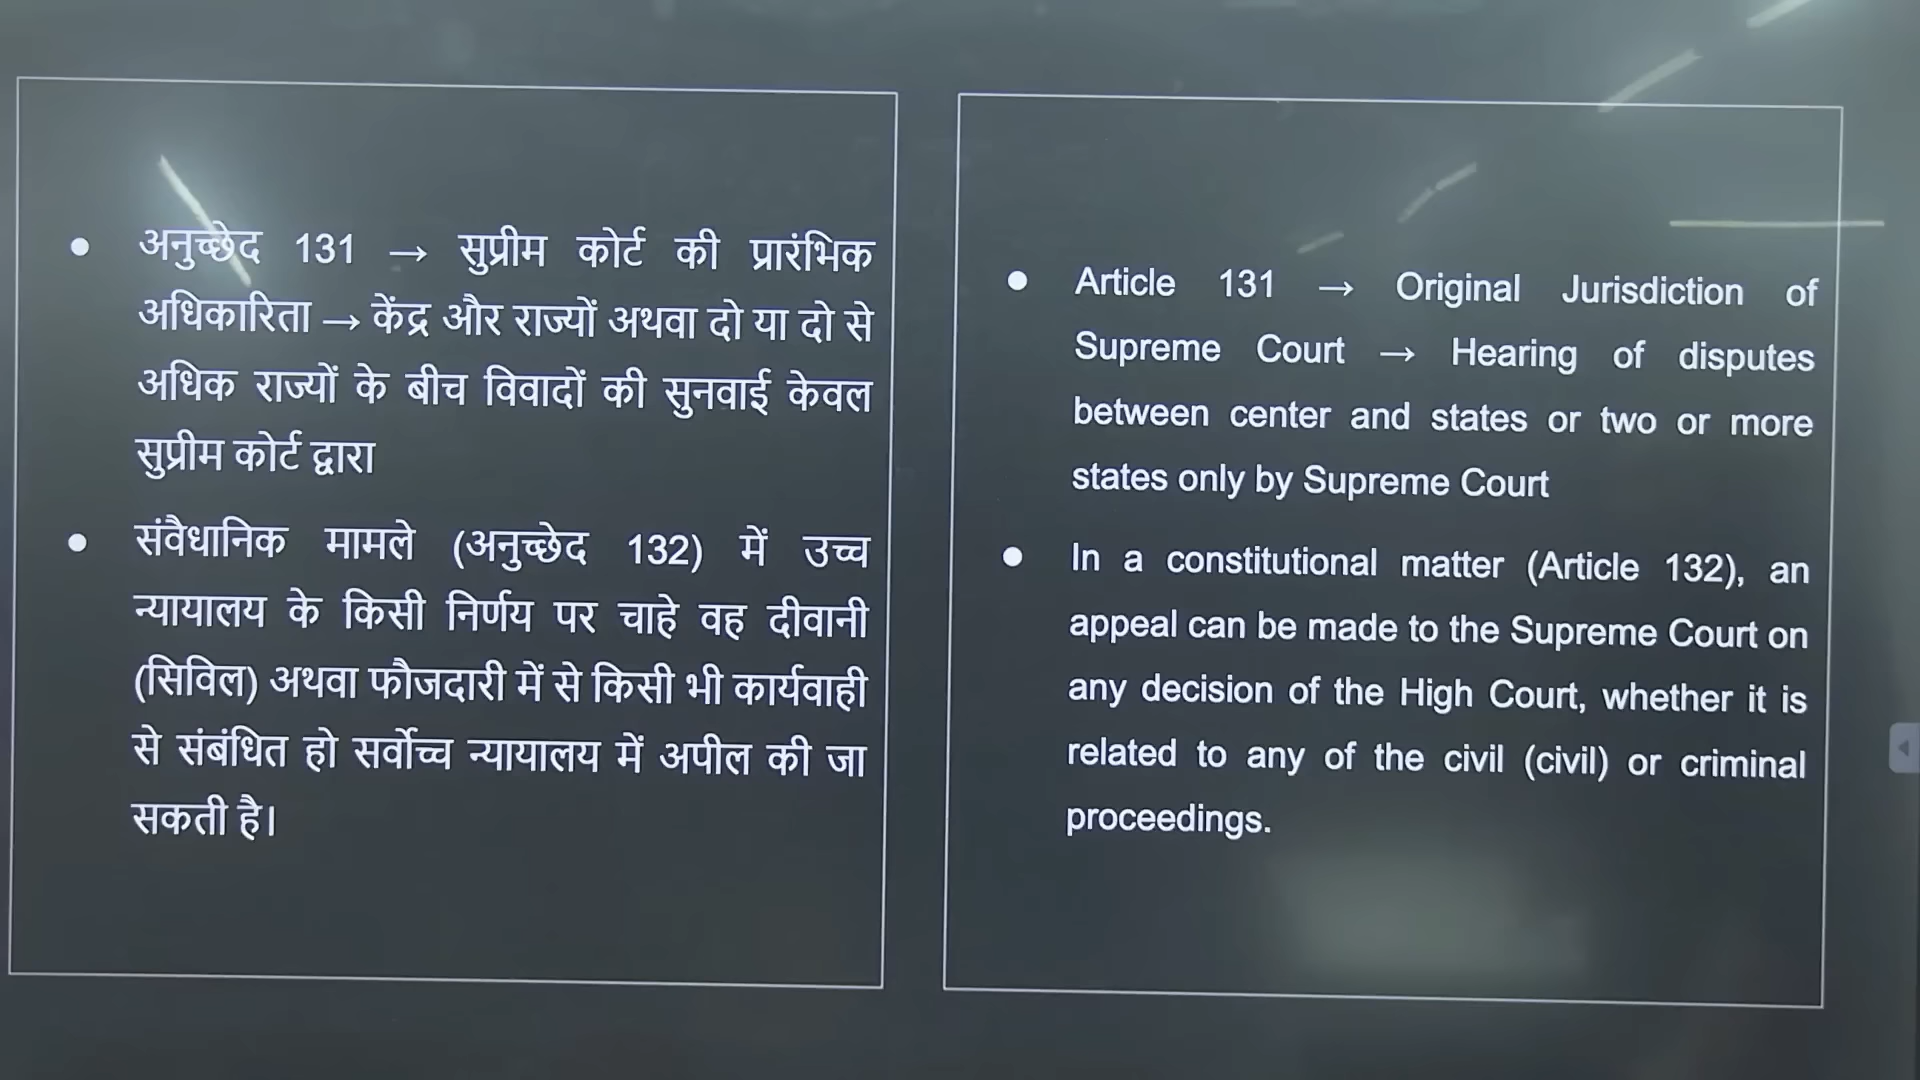 • अनुच्छेद 131 → सुप्रीम कोर्ट की प्रारंभिक
अधिकारिता → केंद्र और राज्यों अथवा दो या दो से
अधिक राज्यों के बीच विवादों की सुनवाई केवल
सुप्रीम कोर्ट द्वारा
• संवैधानिक मामले (अनुच्छेद 132) में उच्च
न्यायालय के किसी निर्णय पर चाहे वह दीवानी
(सिविल) अथवा फौजदारी में से किसी भी कार्यवाही
से संबंधित हो सर्वोच्च न्यायालय में अपील की जा
सकती है।
• Article 131 → Original Jurisdiction of
Supreme Court → Hearing of disputes
between center and states or two or more
states only by Supreme Court
• In a constitutional matter (Article 132), an
appeal can be made to the Supreme Court on
any decision of the High Court, whether it is
related to any of the civil (civil) or criminal
proceedings.